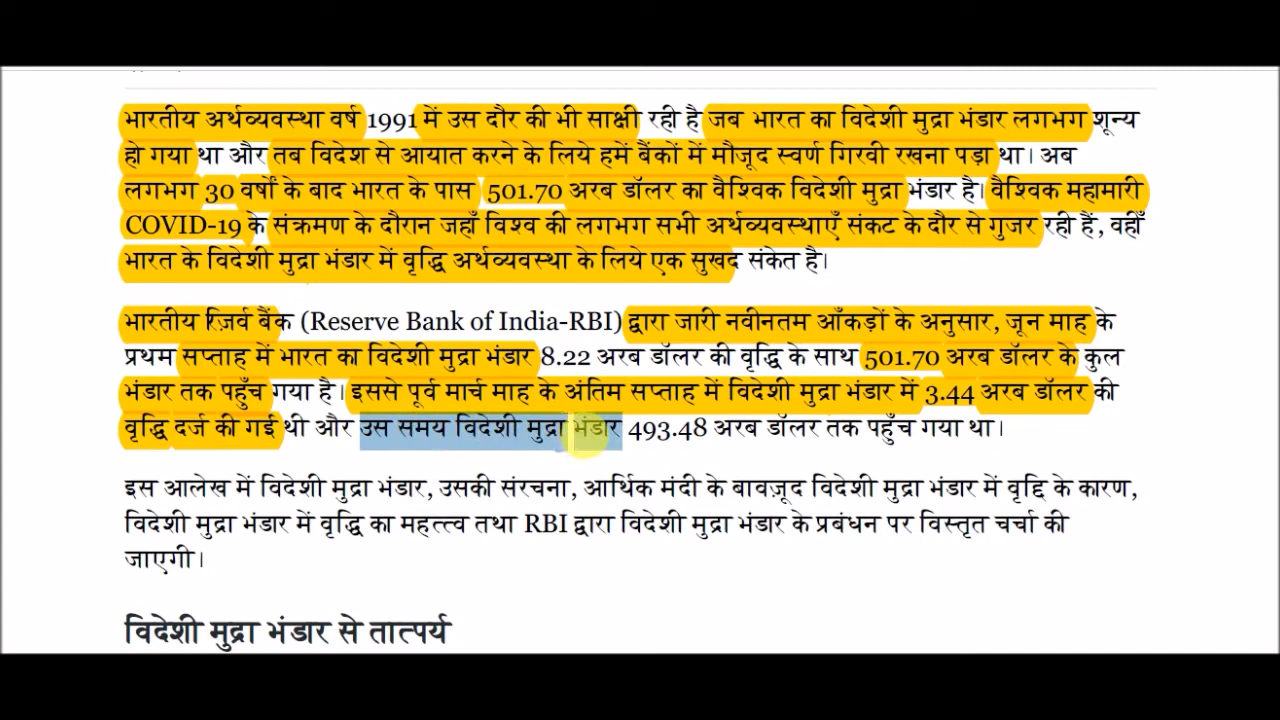 भारतीय अर्थव्यवस्था वर्ष 1991 में उस दौर की भी साक्षी रही है जब भारत का विदेशी मुद्रा भंडार लगभग शून्य
हो गया था और तब विदेश से आयात करने के लिये हमें बैंकों में मौजूद स्वर्ण गिरवी रखना पड़ा था। अब
लगभग 30 वर्षों के बाद भारत के पास 501.70 अरब डॉलर का वैश्विक विदेशी मुद्रा भंडार है। वैश्विक महामारी
COVID-19 के संक्रमण के दौरान जहाँ विश्व की लगभग सभी अर्थव्यवस्थाएँ संकट के दौर से गुजर रही हैं, वहीं
भारत के विदेशी मुद्रा भंडार में वृद्धि अर्थव्यवस्था के लिये एक सुखद संकेत है।
भारतीय रिज़र्व बैंक (Reserve Bank of India-RBI) द्वारा जारी नवीनतम आँकड़ों के अनुसार, जून माह के
प्रथम सप्ताह में भारत का विदेशी मुद्रा भंडार 8.22 अरब डॉलर की वृद्धि के साथ 501.70 अरब डॉलर के कुल
भंडार तक पहुँच गया है। इससे पूर्व मार्च माह के अंतिम सप्ताह में विदेशी मुद्रा भंडार में 3.44 अरब डॉलर की
वृद्धि दर्ज की गई थी और उस समय विदेशी मुद्रा भंडार 493.48 अरब डॉलर तक पहुँच गया था।
इस आलेख में विदेशी मुद्रा भंडार, उसकी संरचना, आर्थिक मंदी के बावज़ूद विदेशी मुद्रा भंडार में वृद्दि के कारण,
विदेशी मुद्रा भंडार में वृद्धि का महत्त्व तथा RBI द्वारा विदेशी मुद्रा भंडार के प्रबंधन पर विस्तृत चर्चा की
जाएगी।
विदेशी मुद्रा भंडार से तात्पर्य